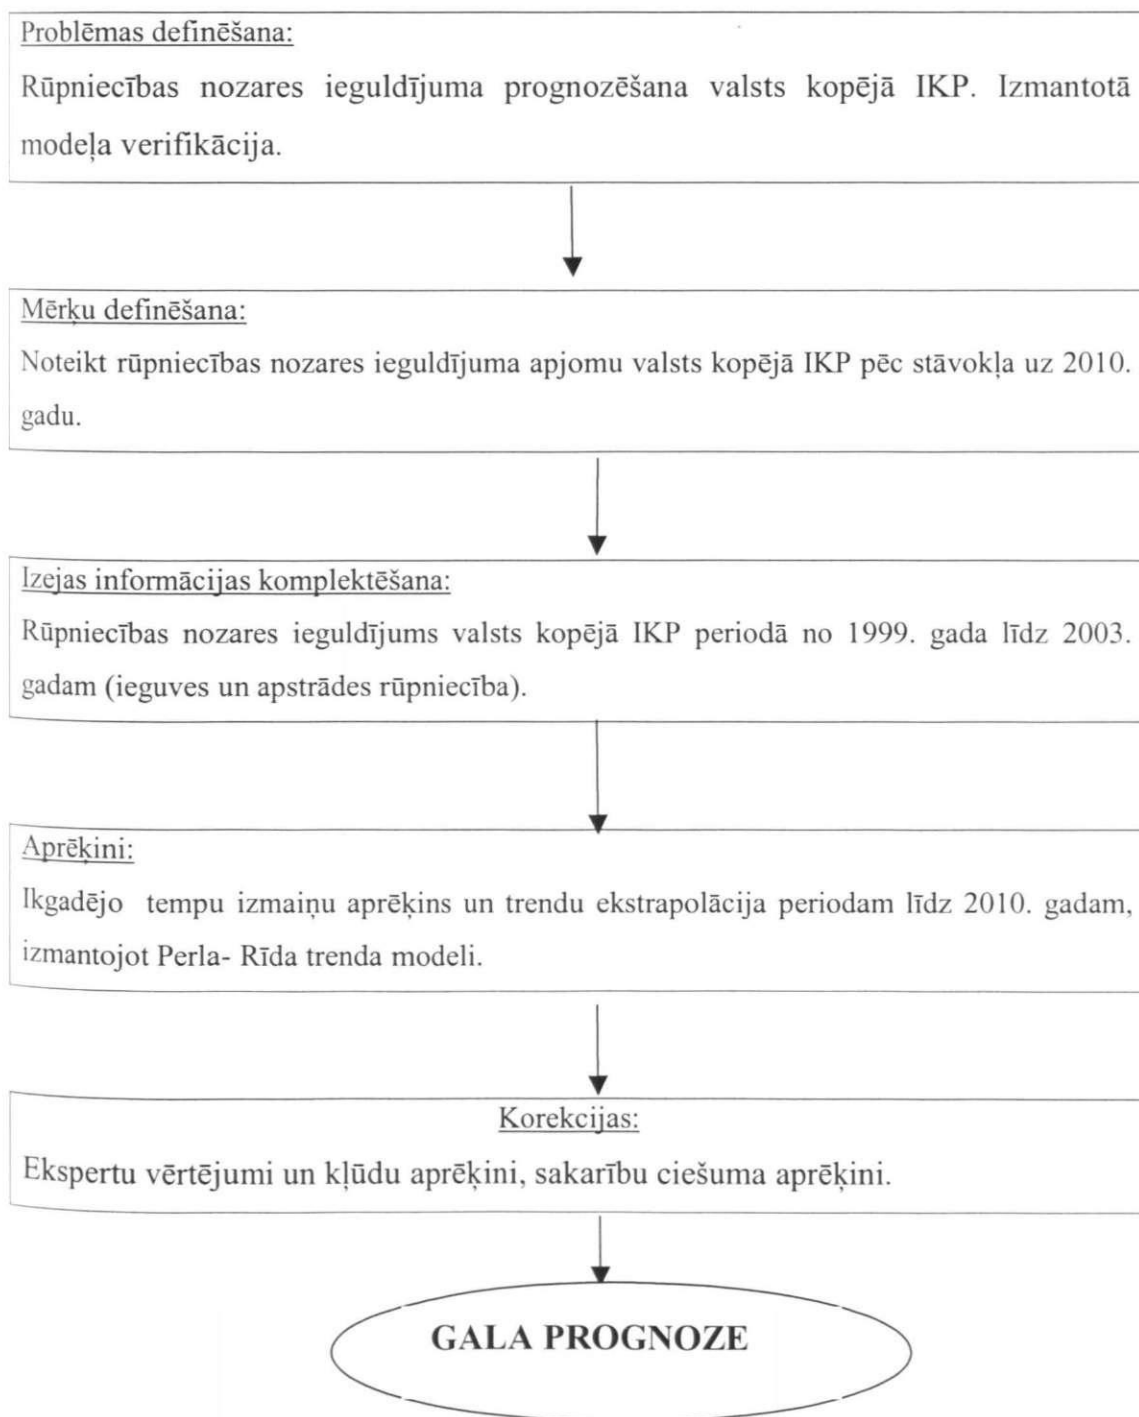 Problēmas definēšana:
Rūpniecības nozares ieguldījuma prognozēšana valsts kopējā IKP. Izmantotā
modeļa verifikācija.
Mērķu definēšana:
Noteikt rūpniecības nozares ieguldījuma apjomu valsts kopējā IKP pēc stāvokļa uz 2010.
gadu.
Izejas informācijas komplektēšana:
Rūpniecības nozares ieguldījums valsts kopējā IKP periodā no 1999. gada līdz 2003.
gadam (ieguves un apstrādes rūpniecība).
Aprēķini:
Ikgadējo tempu izmaiņu aprēķins un trendu ekstrapolācija periodam līdz 2010. gadam,
izmantojot Perla- Rīda trenda modeli.
Korekcijas:
Ekspertu vērtējumi un kļūdu aprēķini, sakarību ciešuma aprēķini.
GALA PROGNOZE